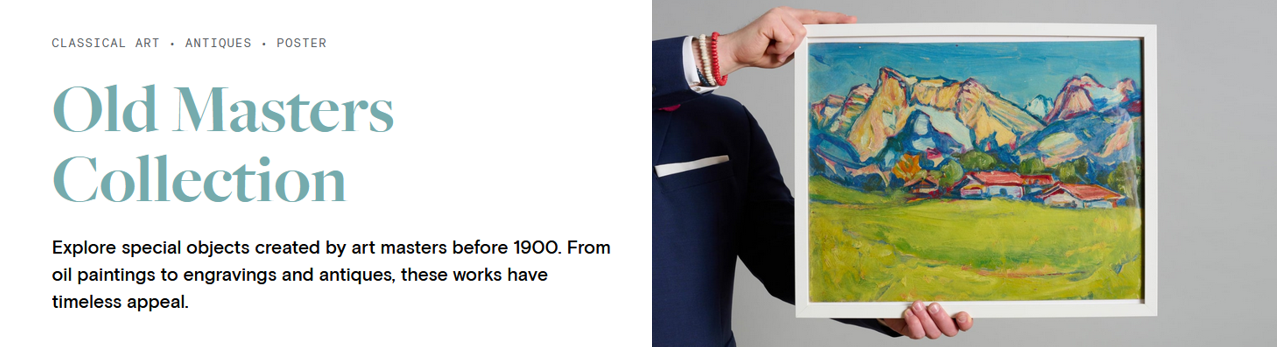 CLASSICAL ART • ANTIQUES • POSTER
Old Masters
Collection
Explore special objects created by art masters before 1900. From
oil paintings to engravings and antiques, these works have
timeless appeal.